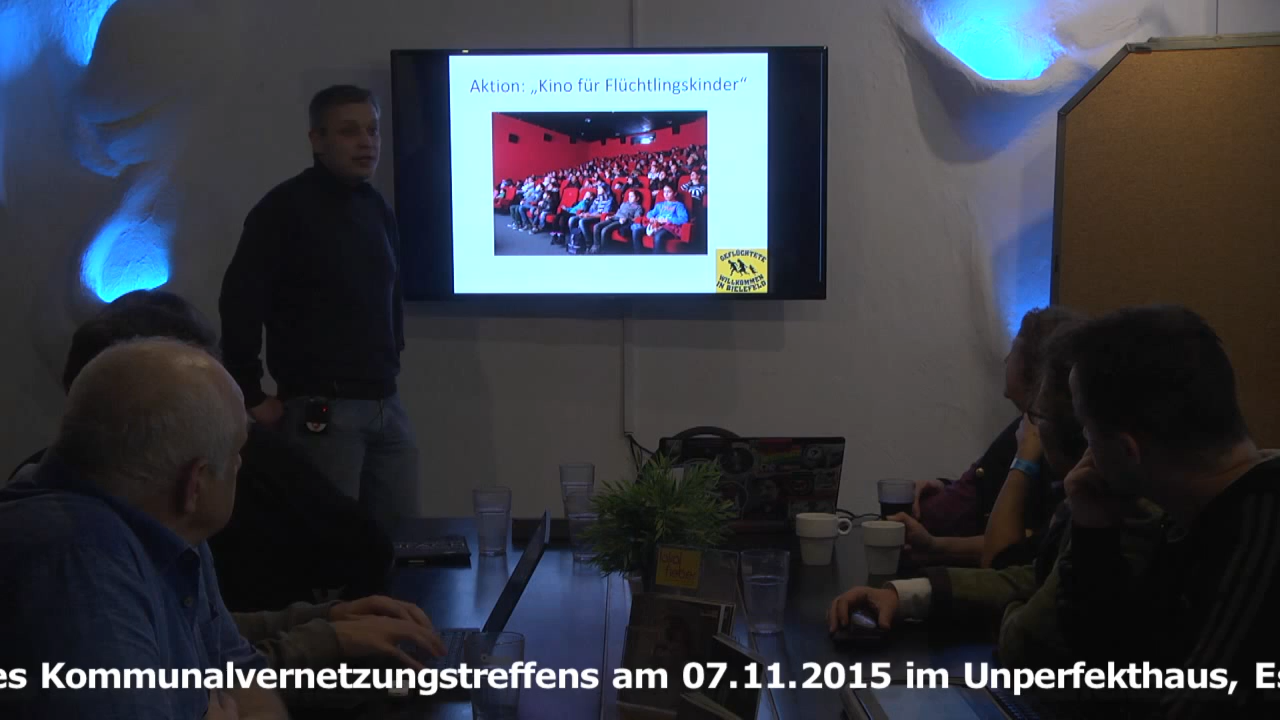 Aktion: „Kino für Flüchtlingskinder“
GEFLÜCHTETE
WILLKOMMEN
IN BIELEFELD
es Kommunalvernetzungstreffens am 07.11.2015 im Unperfekthaus, Es